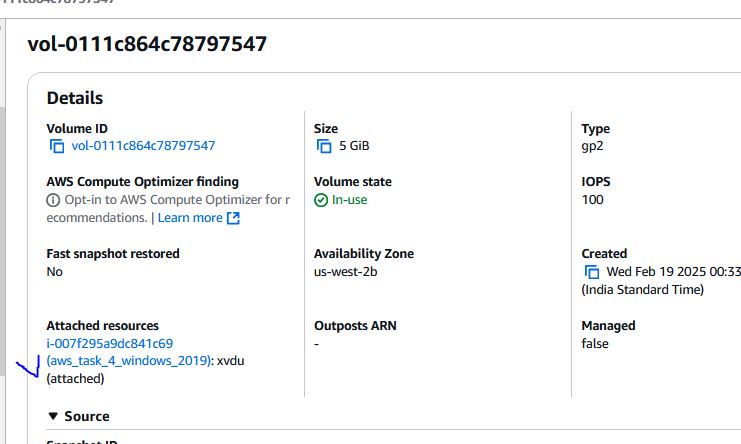 vol-0111c864c78797547
Details
Volume ID
vol-0111c864c78797547
Size
5 GiB
Type
gp2
AWS Compute Optimizer finding
Opt-in to AWS Compute Optimizer for r
ecommendations. | Learn more
Volume state
In-use
IOPS
100
Fast snapshot restored
No
Availability Zone
us-west-2b
Created
Wed Feb 19 2025 00:33
(India Standard Time)
Attached resources
i-007f295a9dc841c69
(aws_task_4_windows_2019): xvdu
(attached)
Outposts ARN
-
Managed
false
Source